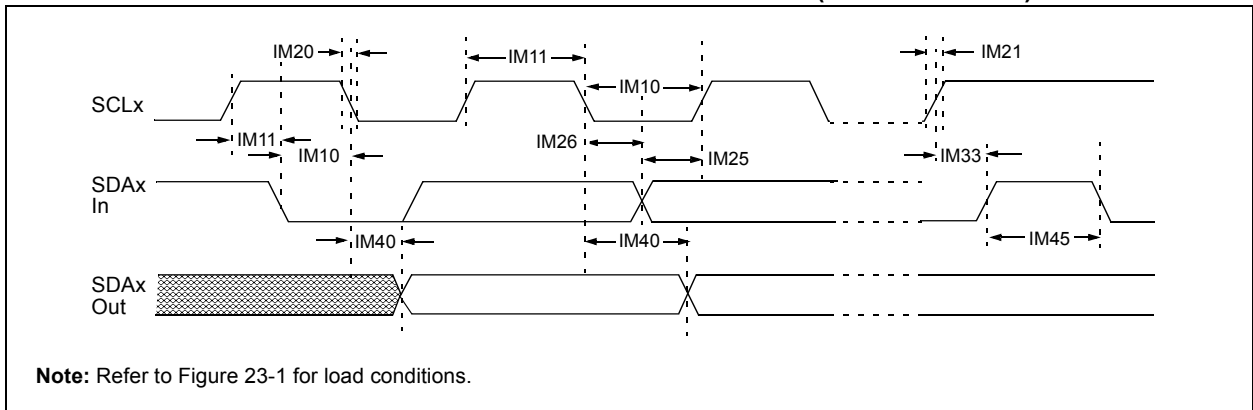 IM20
IM11
IM21
SCLx
IM10
IM11
IM10
IM26
IM25
IM33
SDAx
In
IM40
IM40
IM45
SDAx
Out
Note: Refer to Figure 23-1 for load conditions.